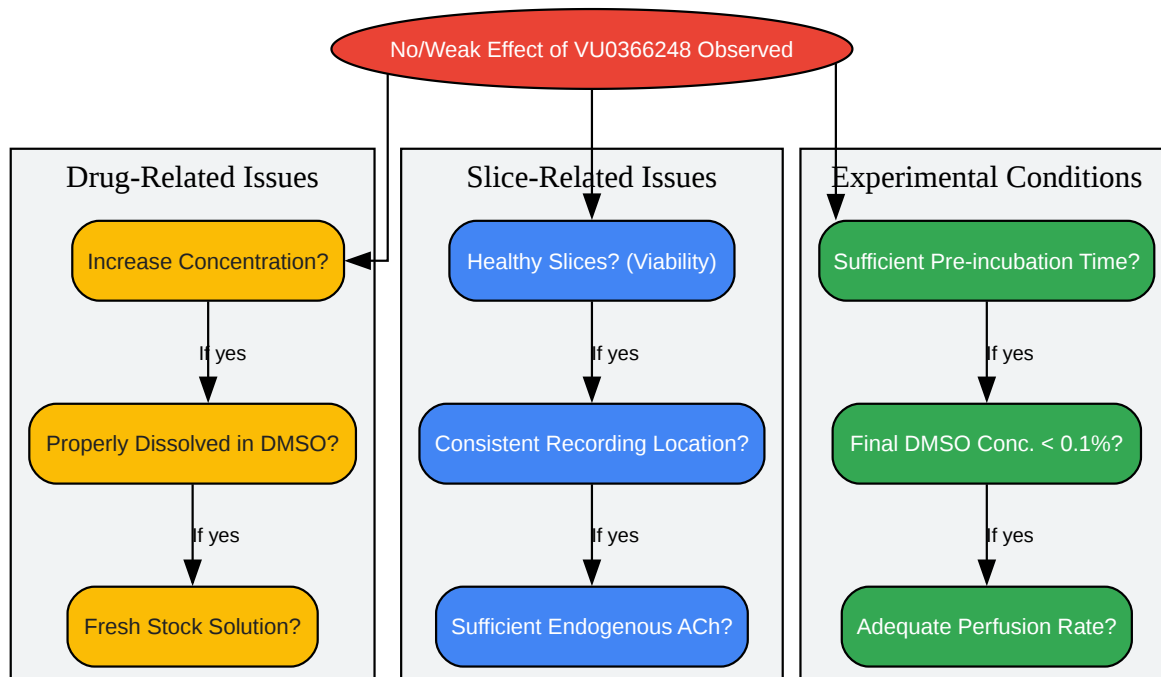 No/Weak Effect of VU0366248 Observed
Drug-Related Issues
Increase Concentration?
If yes
Properly Dissolved in DMSO?
If yes
Fresh Stock Solution?
Slice-Related Issues
Healthy Slices? (Viability)
If yes
Consistent Recording Location?
If yes
Sufficient Endogenous ACh?
Experimental Conditions
Sufficient Pre-incubation Time?
If yes
Final DMSO Conc. < 0.1%?
If yes
Adequate Perfusion Rate?